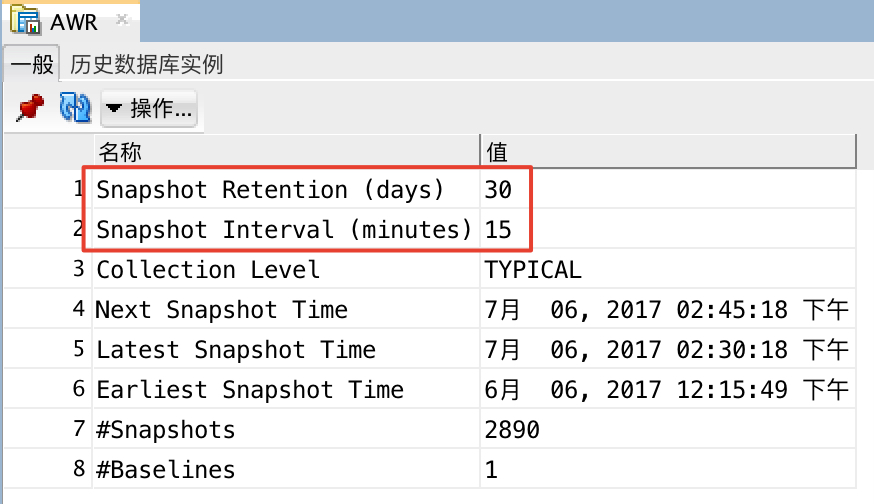 AWR
一般 历史数据库实例
操作...
名称 值
1 Snapshot Retention (days) 30
2 Snapshot Interval (minutes) 15
3 Collection Level TYPICAL
4 Next Snapshot Time 7月 06, 2017 02:45:18 下午
5 Latest Snapshot Time 7月 06, 2017 02:30:18 下午
6 Earliest Snapshot Time 6月 06, 2017 12:15:49 下午
7 #Snapshots 2890
8 #Baselines 1